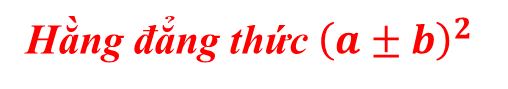 Hằng đẳng thức (a ± b)²